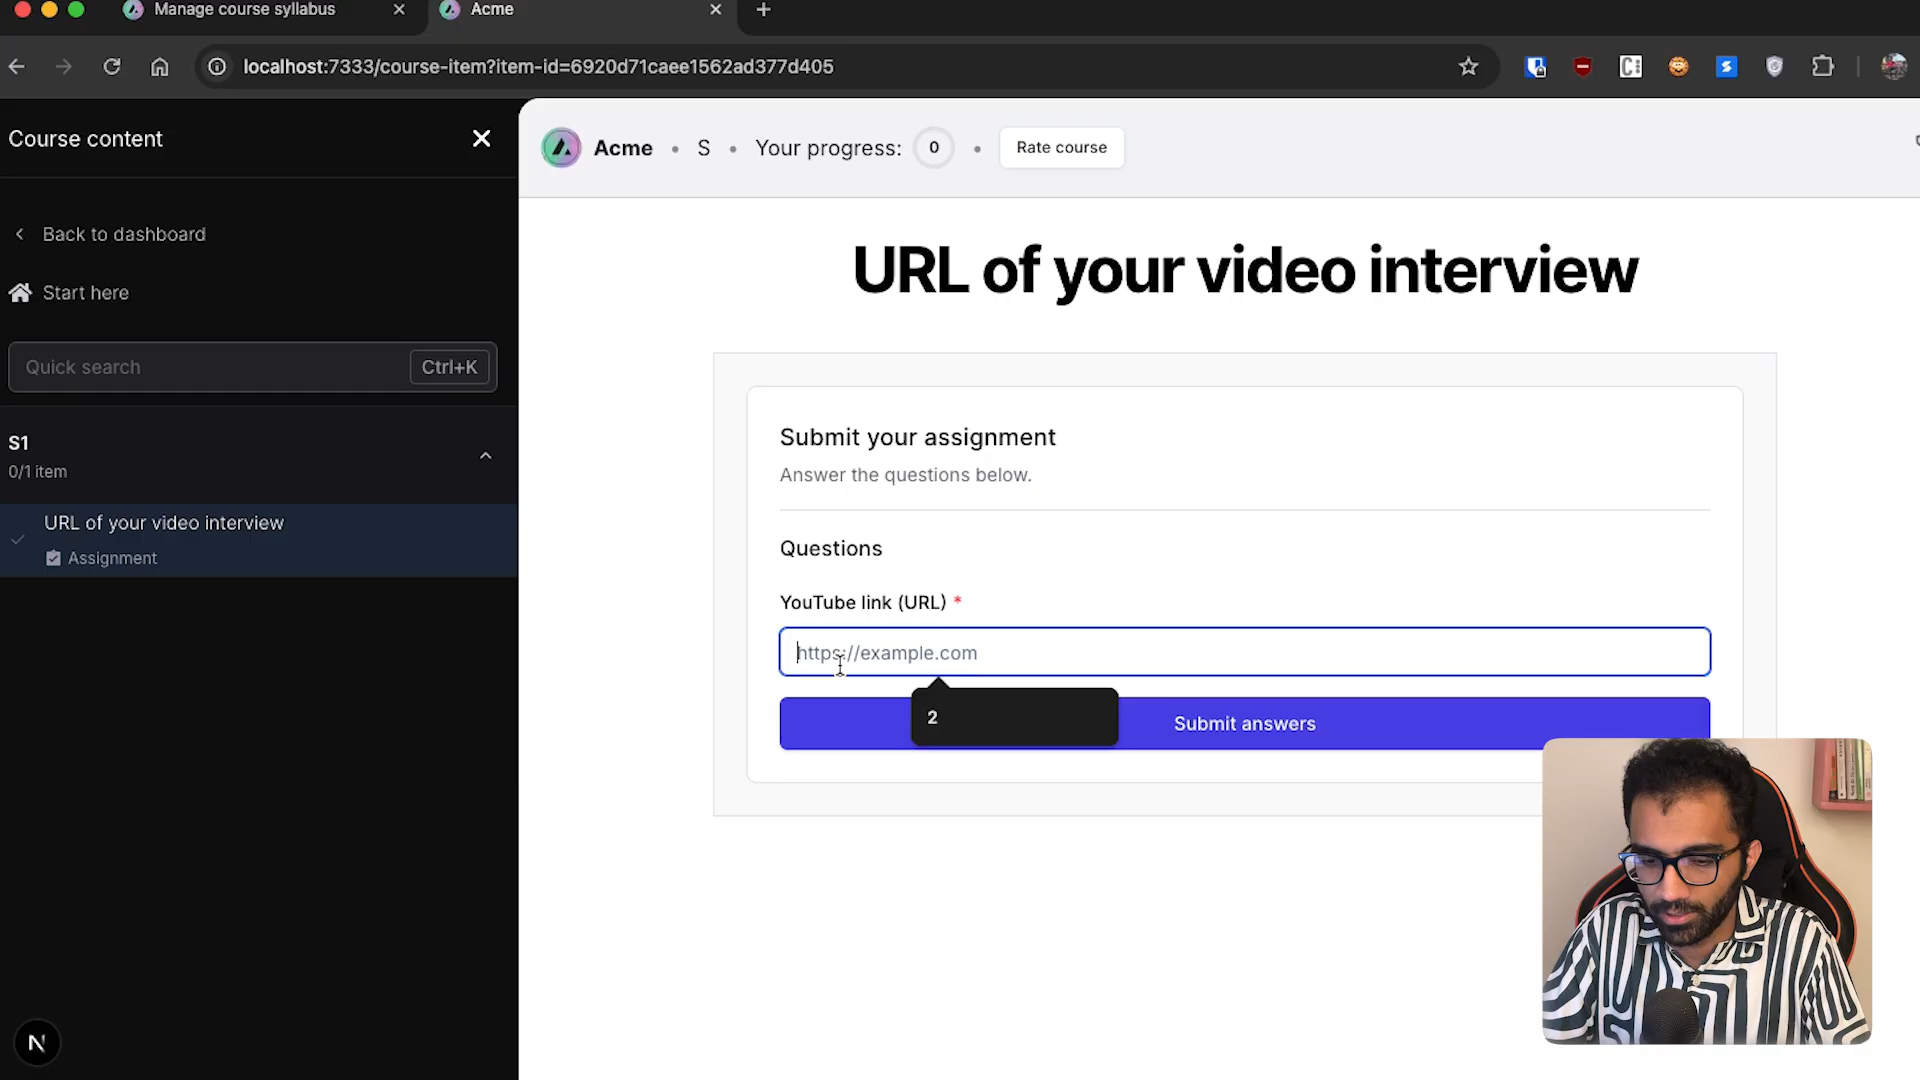 Manage course syllabus
Acme
localhost:7333/course-item?item-id=6920d71caee1562ad377d405
Course content
Back to dashboard
Start here
Quick search
Ctrl+K
S1
0/1 item
URL of your video interview
Assignment
N
Acme • S • Your progress: 0 • Rate course
URL of your video interview
Submit your assignment
Answer the questions below.
Questions
YouTube link (URL) *
https://example.com
2
Submit answers